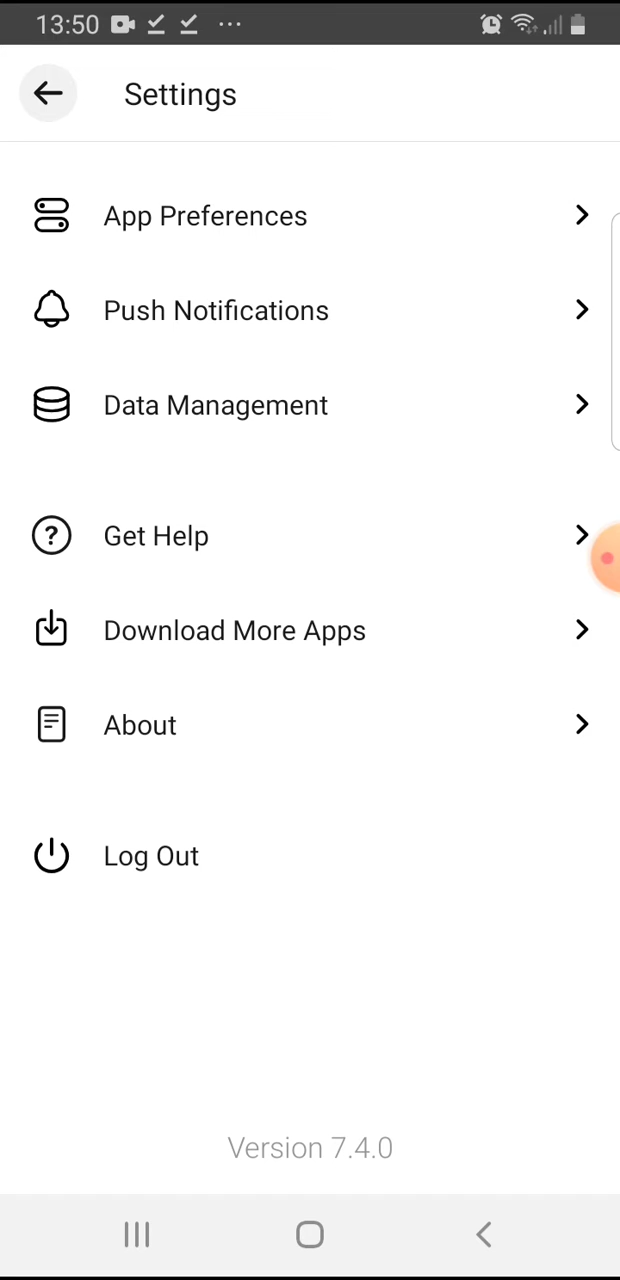 13:50
Settings
App Preferences
Push Notifications
Data Management
Get Help
Download More Apps
About
Log Out
Version 7.4.0